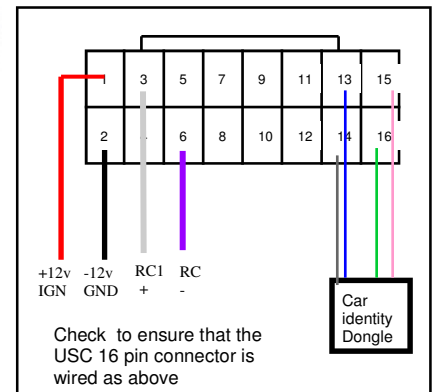 1 3 5 7 9 11 13 15
2 4 6 8 10 12 14 16
+12v -12v RC1 RC
IGN GND + -
Car
identity
Dongle
Check to ensure that the
USC 16 pin connector is
wired as above